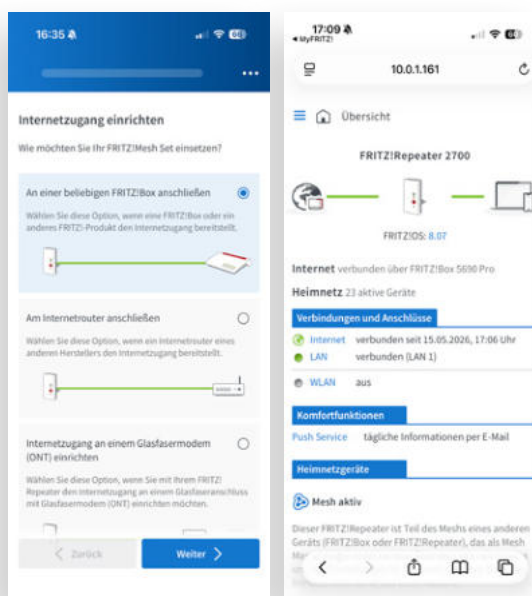 16:35
Internetzugang einrichten
Wie möchten Sie Ihr FRITZ!Mesh Set einsetzen?
An einer beliebigen FRITZ!Box anschließen
Wählen Sie diese Option, wenn eine FRITZ!Box oder ein
anderes FRITZ!-Produkt den Internetzugang bereitstellt.
Am Internetrouter anschließen
Wählen Sie diese Option, wenn ein Internetrouter eines
anderen Herstellers den Internetzugang bereitstellt.
Internetzugang an einem Glasfasermodem
(ONT) einrichten
Wählen Sie diese Option, wenn Sie mit Ihrem FRITZ!
Repeater den Internetzugang an einem Glasfaseranschluss
mit Glasfasermodem (ONT) einrichten möchten.
Zurück
Weiter
17:09
MyFRITZ!
10.0.1.161
Übersicht
FRITZ!Repeater 2700
FRITZ!OS: 8.07
Internet verbunden über FRITZ!Box 5690 Pro
Heimnetz 23 aktive Geräte
Verbindungen und Anschlüsse
Internet verbunden seit 15.05.2026, 17:06 Uhr
LAN verbunden (LAN 1)
WLAN aus
Komfortfunktionen
Push Service tägliche Informationen per E-Mail
Heimnetzgeräte
Mesh aktiv
Dieser FRITZ!Repeater ist Teil des Meshs eines anderen
Geräts (FRITZ!Box oder FRITZ!Repeater), das als Mesh